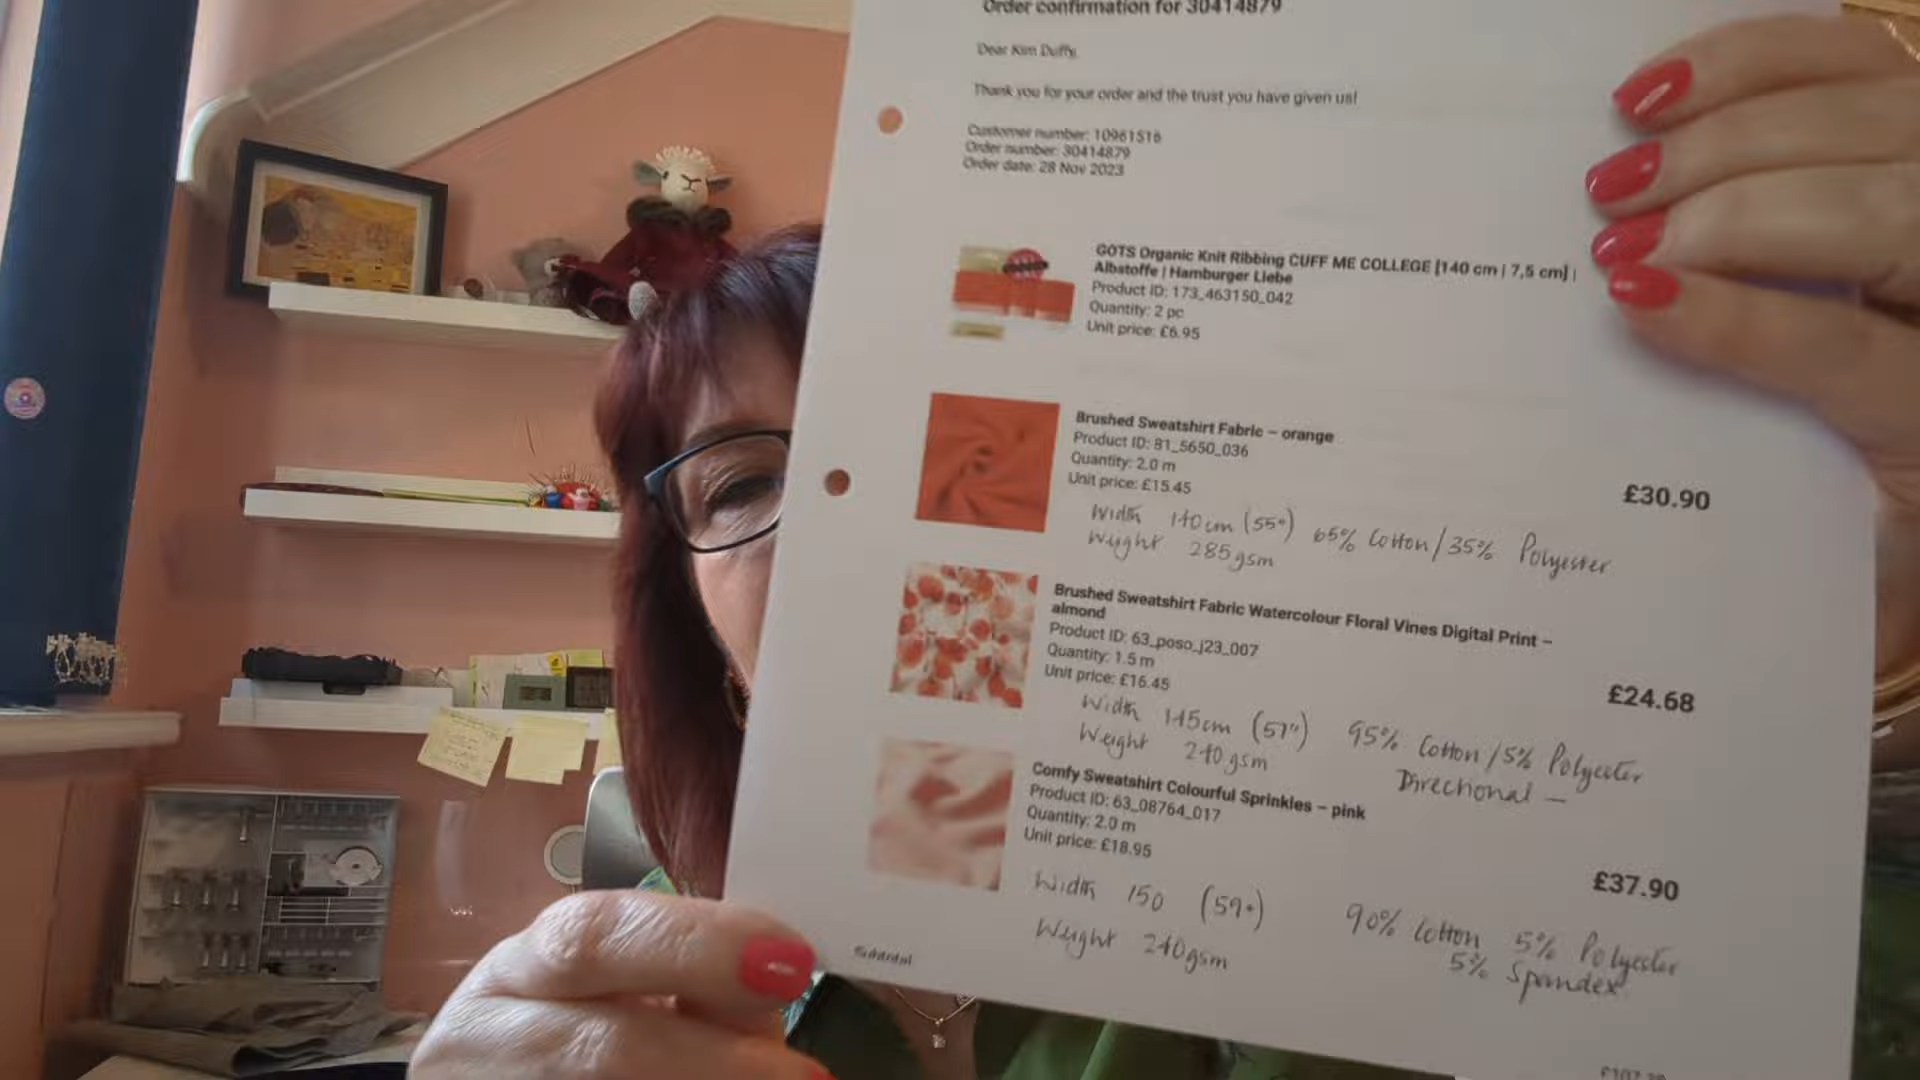 Order confirmation for 30414879
Dear Kim Duffy,
Thank you for your order and the trust you have given us!
Customer number: 10961516
Order number: 30414879
Order date: 28 Nov 2023
GOTS Organic Knit Ribbing CUFF ME COLLEGE [140 cm | 7,5 cm] |
Albstoffe | Hamburger Liebe
Product ID: 173_463150_042
Quantity: 2 pc
Unit price: £6.95
Brushed Sweatshirt Fabric – orange
Product ID: 81_5650_036
Quantity: 2.0 m
Unit price: £15.45
£30.90
Width 140cm (55") 65% Cotton/35% Polyester
Weight 285gsm
Brushed Sweatshirt Fabric Watercolour Floral Vines Digital Print –
almond
Product ID: 63_poso_j23_007
Quantity: 1.5 m
Unit price: £16.45
£24.68
Width 145cm (57") 95% Cotton/5% Polyester
Weight 240gsm Directional –
Comfy Sweatshirt Colourful Sprinkles – pink
Product ID: 63_08764_017
Quantity: 2.0 m
Unit price: £18.95
£37.90
Width 150 (59") 90% Cotton 5% Polyester
Weight 240gsm 5% Spandex